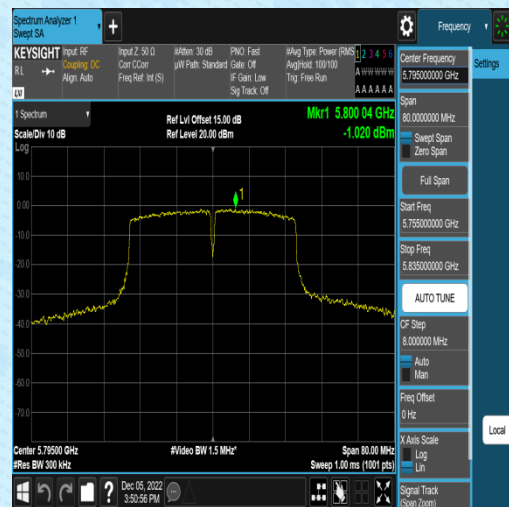 Spectrum Analyzer 1
Swept SA
+
Frequency
KEYSIGHT
Input: RF
Coupling: DC
Align: Auto
Input Z: 50 Ω
Corr CCorr
Freq Ref: Int (S)
#Atten: 30 dB
µW Path: Standard
PNO: Fast
Gate: Off
IF Gain: Low
Sig Track: Off
#Avg Type: Power (RMS
Avg|Hold: 100/100
Trig: Free Run
1 2 3 4 5 6
A W W W W W
A A A A A A
R L
LXI
1 Spectrum
Scale/Div 10 dB
Ref Lvl Offset 15.00 dB
Ref Level 20.00 dBm
Mkr1 5.800 04 GHz
-1.020 dBm
Log
10.0
0.00
-10.0
-20.0
-30.0
-40.0
-50.0
-60.0
-70.0
1
Center 5.79500 GHz
#Res BW 300 kHz
#Video BW 1.5 MHz*
Span 80.00 MHz
Sweep 1.00 ms (1001 pts)
Dec 05, 2022
3:50:56 PM
?
Center Frequency
5.795000000 GHz
Settings
Span
80.0000000 MHz
Swept Span
Zero Span
Full Span
Start Freq
5.755000000 GHz
Stop Freq
5.835000000 GHz
AUTO TUNE
CF Step
8.000000 MHz
Auto
Man
Freq Offset
0 Hz
X Axis Scale
Log
Lin
Local
Signal Track
(Span Zoom)